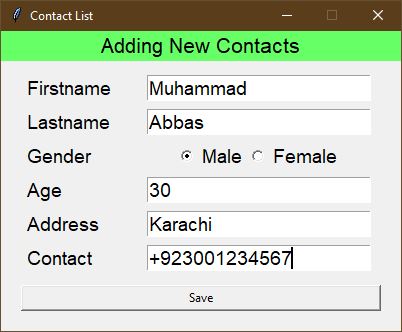 Contact List
Adding New Contacts
Firstname Muhammad
Lastname Abbas
Gender Male Female
Age 30
Address Karachi
Contact +923001234567
Save